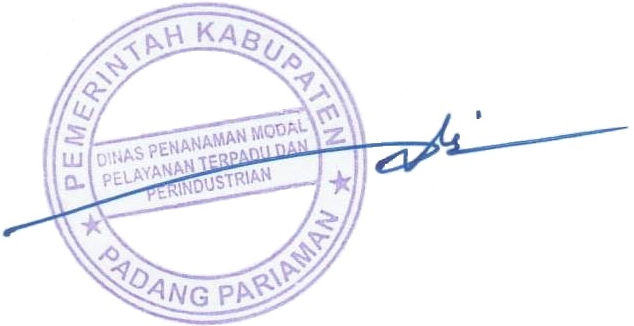 PEMERINTAH KABUPATEN
DINAS PENANAMAN MODAL
PELAYANAN TERPADU DAN
PERINDUSTRIAN
PADANG PARIAMAN